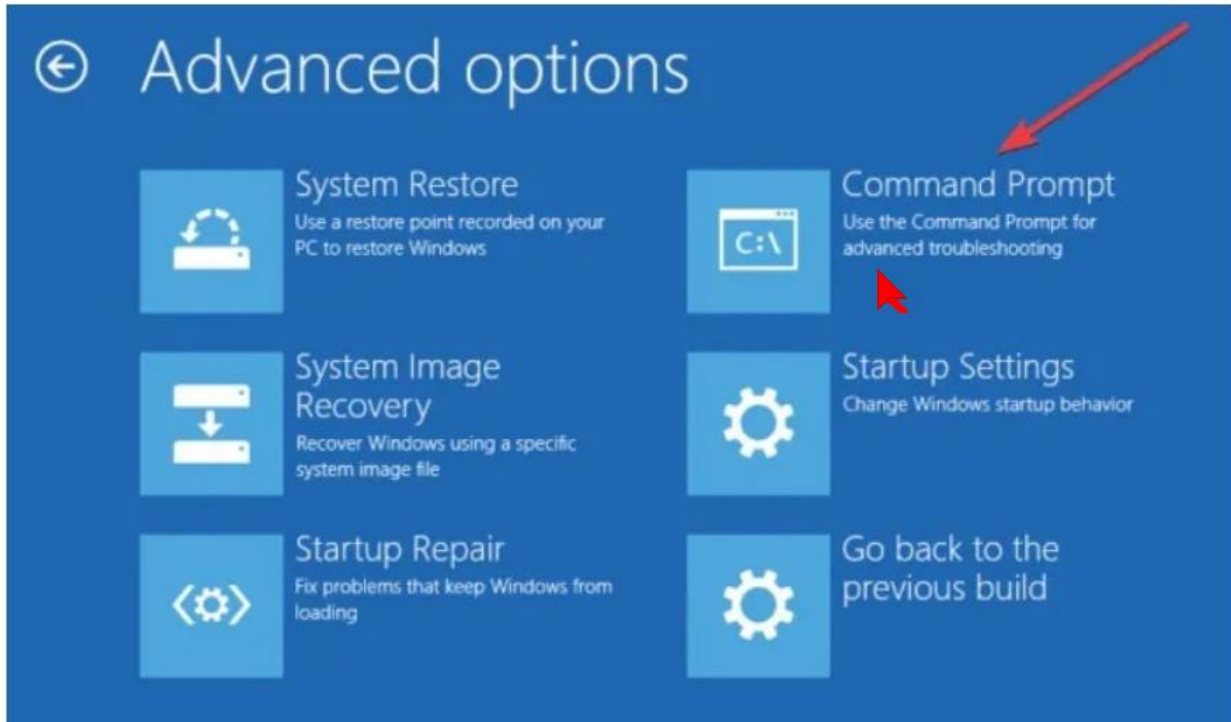 Advanced options
System Restore
Use a restore point recorded on your
PC to restore Windows
Command Prompt
Use the Command Prompt for
advanced troubleshooting
C:\
System Image
Recovery
Recover Windows using a specific
system image file
Startup Settings
Change Windows startup behavior
Startup Repair
Fix problems that keep Windows from
loading
Go back to the
previous build